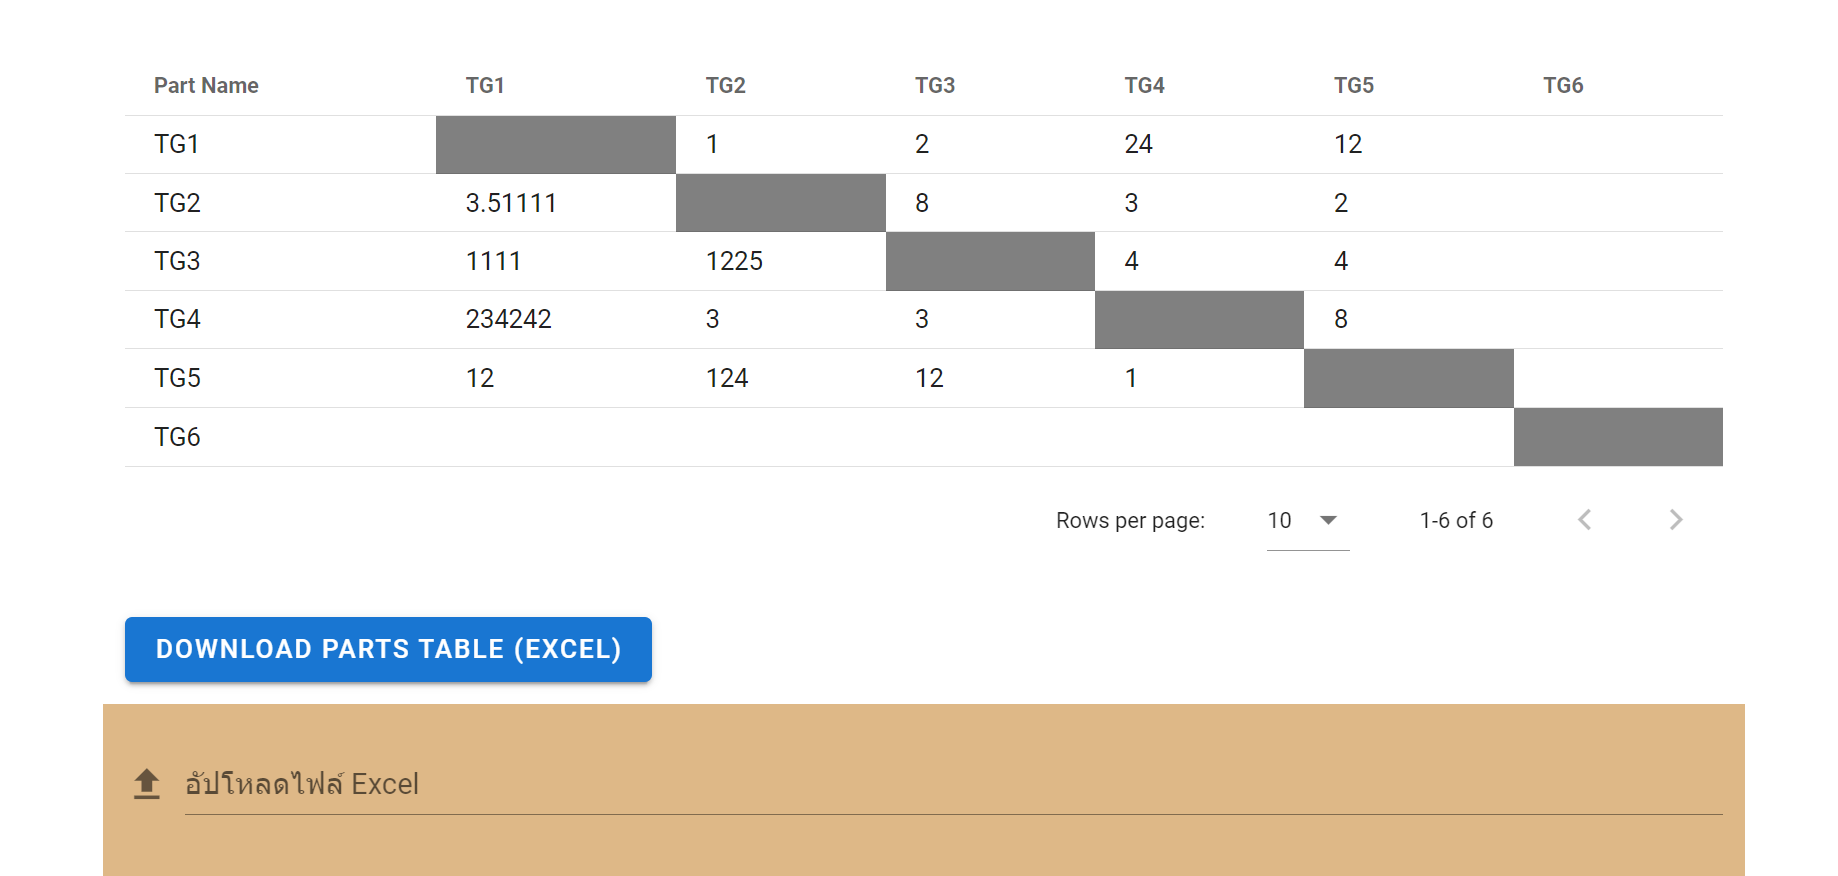 Part Name TG1 TG2 TG3 TG4 TG5 TG6
TG1 1 2 24 12
TG2 3.51111 8 3 2
TG3 1111 1225 4 4
TG4 234242 3 3 8
TG5 12 124 12 1
TG6
Rows per page: 10 1-6 of 6
DOWNLOAD PARTS TABLE (EXCEL)
อัปโหลดไฟล์ Excel